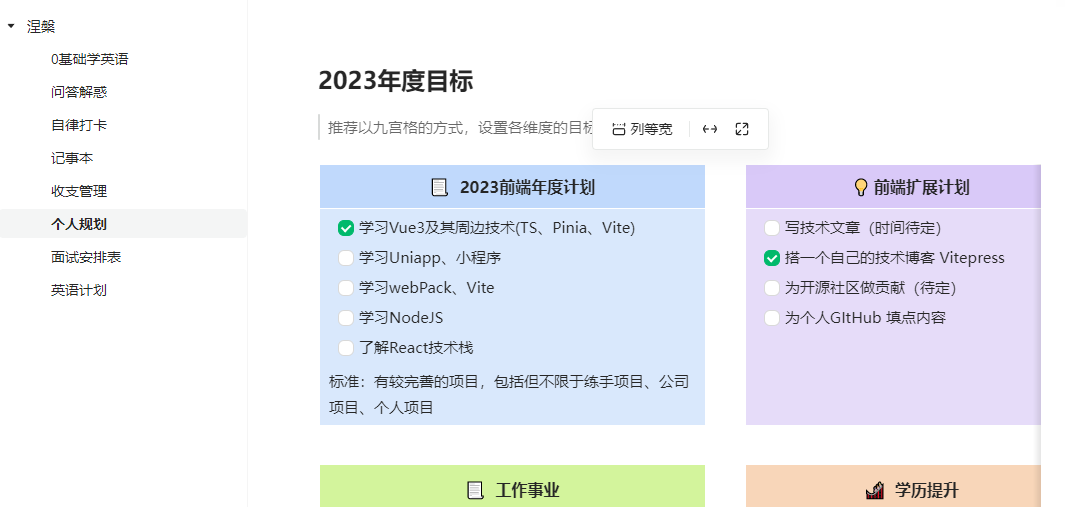 涅槃
0基础学英语
问答解惑
自律打卡
记事本
收支管理
个人规划
面试安排表
英语计划
2023年度目标
推荐以九宫格的方式，设置各维度的目标
列等宽
2023前端年度计划
学习Vue3及其周边技术(TS、Pinia、Vite)
学习Uniapp、小程序
学习webPack、Vite
学习NodeJS
了解React技术栈
标准：有较完善的项目，包括但不限于练手项目、公司
项目、个人项目
前端扩展计划
写技术文章（时间待定）
搭一个自己的技术博客 Vitepress
为开源社区做贡献（待定）
为个人GItHub 填点内容
工作事业
学历提升